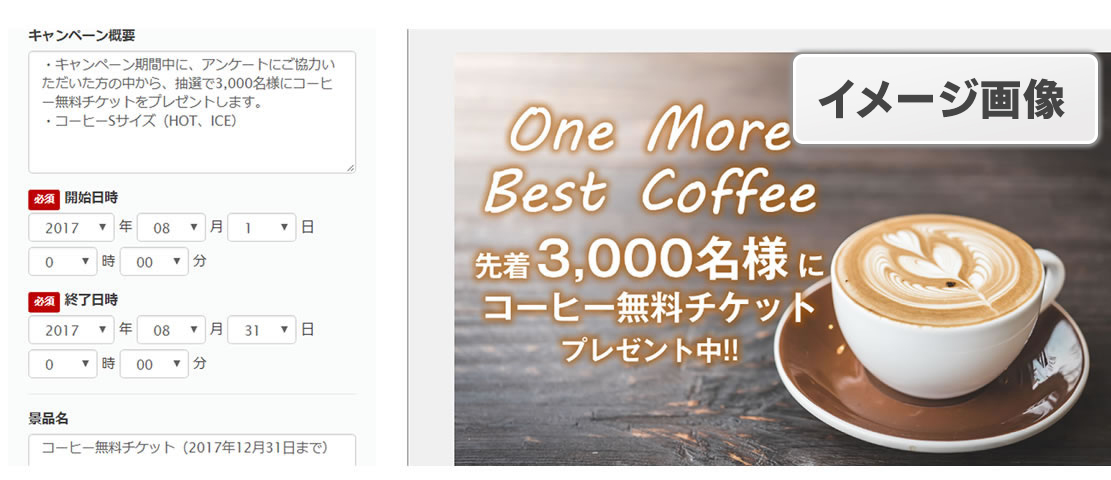 キャンペーン概要
・キャンペーン期間中に、アンケートにご協力い
ただいた方の中から、抽選で3,000名様にコーヒ
ー無料チケットをプレゼントします。
・コーヒーSサイズ（HOT、ICE）
必須 開始日時
2017 年 08 月 1 日
0 時 00 分
必須 終了日時
2017 年 08 月 31 日
0 時 00 分
景品名
コーヒー無料チケット（2017年12月31日まで）
イメージ画像
One More
Best Coffee
先着3,000名様に
コーヒー無料チケット
プレゼント中!!